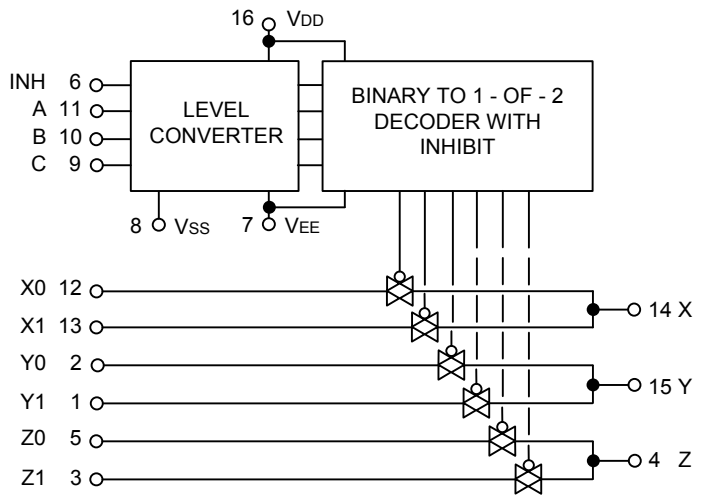 16 VDD
INH 6
A 11
B 10
C 9
LEVEL
CONVERTER
BINARY TO 1 - OF - 2
DECODER WITH
INHIBIT
8 VSS
7 VEE
X0 12
X1 13
14 X
Y0 2
Y1 1
15 Y
Z0 5
Z1 3
4 Z